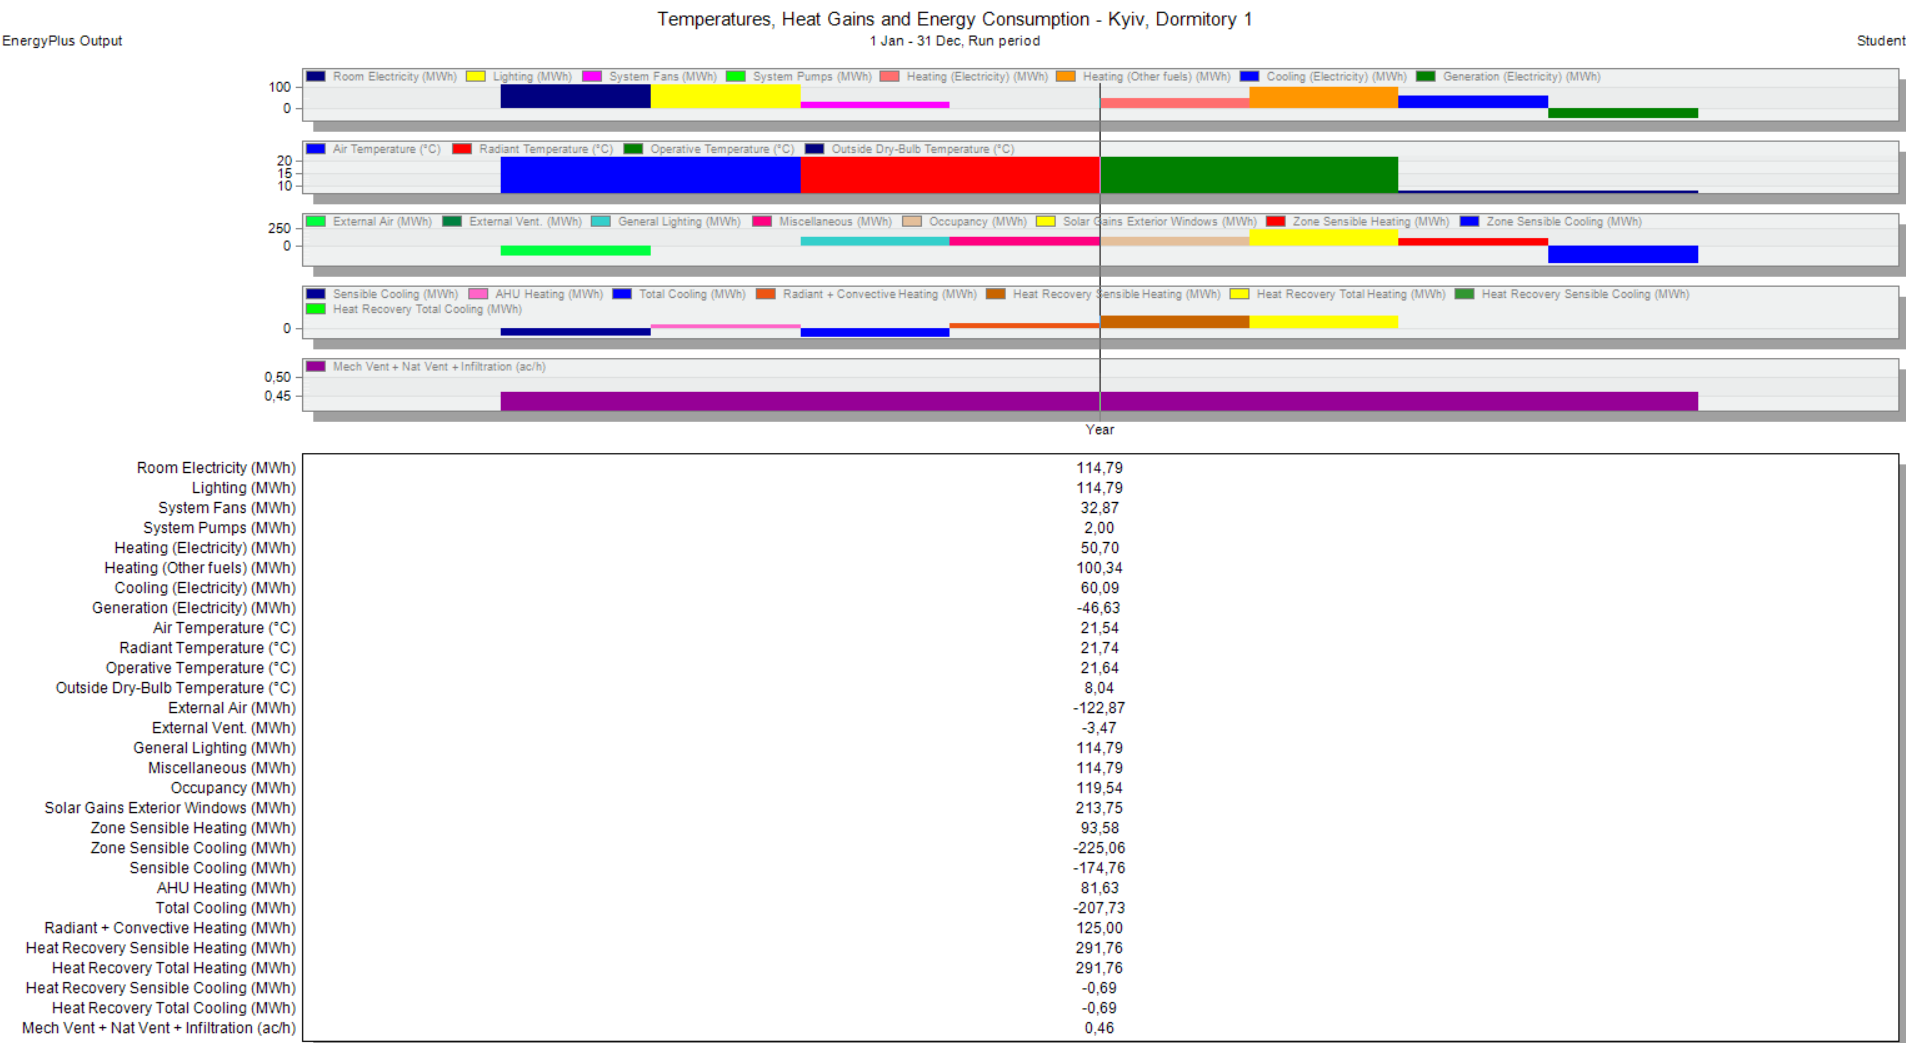 Temperatures, Heat Gains and Energy Consumption - Kyiv, Dormitory 1
EnergyPlus Output
1 Jan - 31 Dec, Run period
Student
Room Electricity (MWh) Lighting (MWh) System Fans (MWh) System Pumps (MWh) Heating (Electricity) (MWh) Heating (Other fuels) (MWh) Cooling (Electricity) (MWh) Generation (Electricity) (MWh)
100
0
Air Temperature (°C) Radiant Temperature (°C) Operative Temperature (°C) Outside Dry-Bulb Temperature (°C)
20
15
10
External Air (MWh) External Vent. (MWh) General Lighting (MWh) Miscellaneous (MWh) Occupancy (MWh) Solar Gains Exterior Windows (MWh) Zone Sensible Heating (MWh) Zone Sensible Cooling (MWh)
250
0
Sensible Cooling (MWh) AHU Heating (MWh) Total Cooling (MWh) Radiant + Convective Heating (MWh) Heat Recovery Sensible Heating (MWh) Heat Recovery Total Heating (MWh) Heat Recovery Sensible Cooling (MWh)
Heat Recovery Total Cooling (MWh)
0
Mech Vent + Nat Vent + Infiltration (ac/h)
0,50
0,45
Year
Room Electricity (MWh) 114,79
Lighting (MWh) 114,79
System Fans (MWh) 32,87
System Pumps (MWh) 2,00
Heating (Electricity) (MWh) 50,70
Heating (Other fuels) (MWh) 100,34
Cooling (Electricity) (MWh) 60,09
Generation (Electricity) (MWh) -46,63
Air Temperature (°C) 21,54
Radiant Temperature (°C) 21,74
Operative Temperature (°C) 21,64
Outside Dry-Bulb Temperature (°C) 8,04
External Air (MWh) -122,87
External Vent. (MWh) -3,47
General Lighting (MWh) 114,79
Miscellaneous (MWh) 114,79
Occupancy (MWh) 119,54
Solar Gains Exterior Windows (MWh) 213,75
Zone Sensible Heating (MWh) 93,58
Zone Sensible Cooling (MWh) -225,06
Sensible Cooling (MWh) -174,76
AHU Heating (MWh) 81,63
Total Cooling (MWh) -207,73
Radiant + Convective Heating (MWh) 125,00
Heat Recovery Sensible Heating (MWh) 291,76
Heat Recovery Total Heating (MWh) 291,76
Heat Recovery Sensible Cooling (MWh) -0,69
Heat Recovery Total Cooling (MWh) -0,69
Mech Vent + Nat Vent + Infiltration (ac/h) 0,46